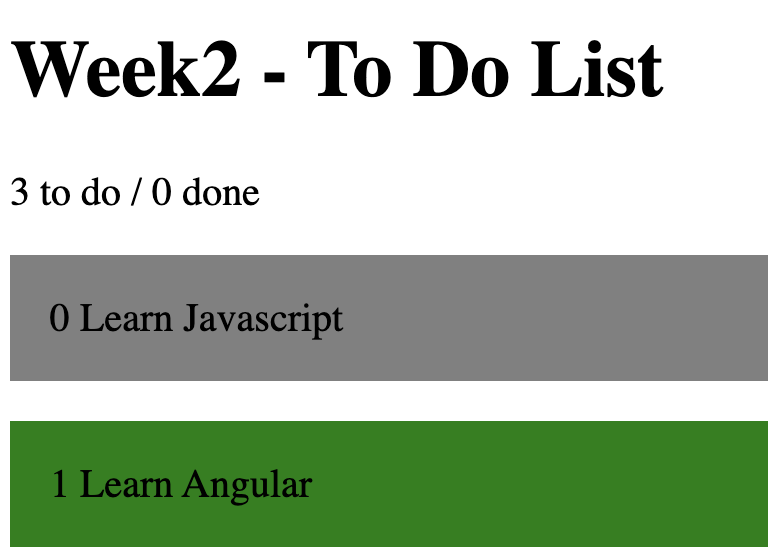 Week2 - To Do List
3 to do / 0 done
0 Learn Javascript
1 Learn Angular